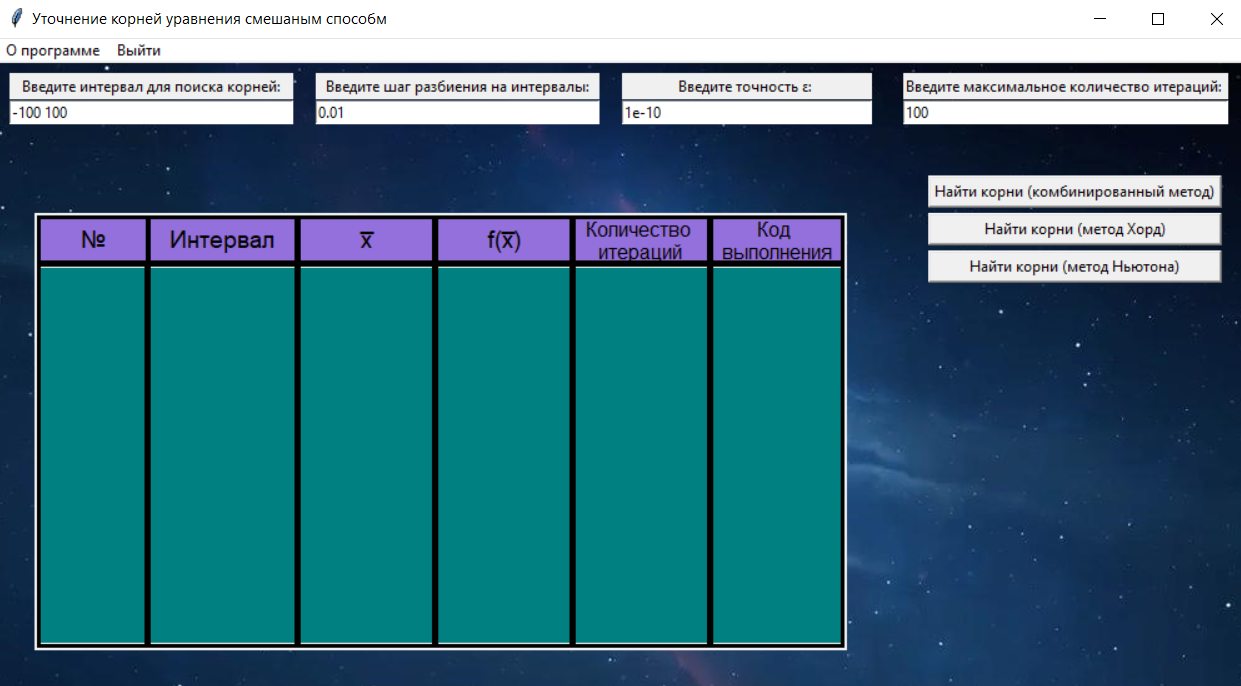 Уточнение корней уравнения смешаным способм
О программе Выйти
Введите интервал для поиска корней: Введите шаг разбиения на интервалы: Введите точность ε: Введите максимальное количество итераций:
-100 100 0.01 1e-10 100
Найти корни (комбинированный метод)
Найти корни (метод Хорд)
Найти корни (метод Ньютона)
№ Интервал x̅ f(x̅) Количество итераций Код выполнения